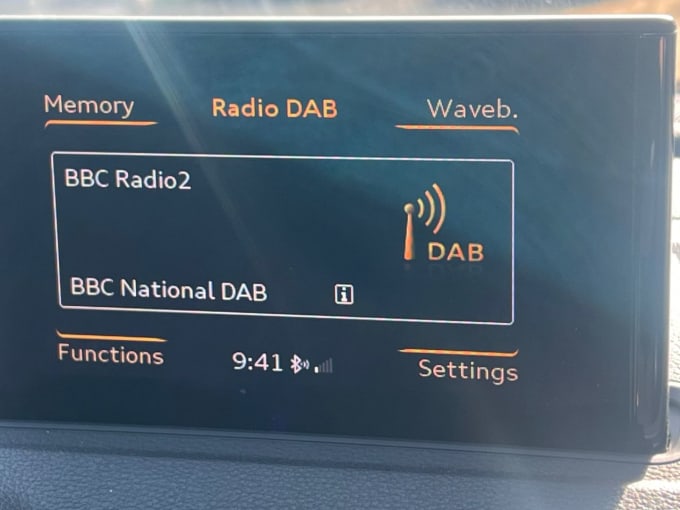 Memory
Radio DAB
Waveb.
BBC Radio2
DAB
BBC National DAB
i
Functions
9:41
Settings